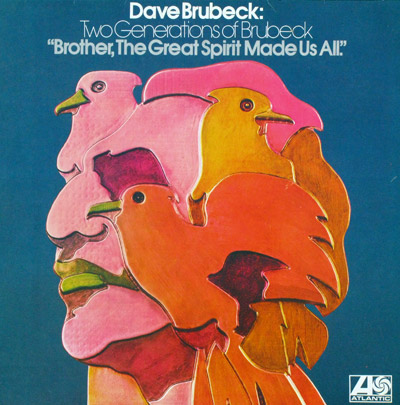 Dave Brubeck:
Two Generations of Brubeck
"Brother, The Great Spirit Made Us All."
ATLANTIC